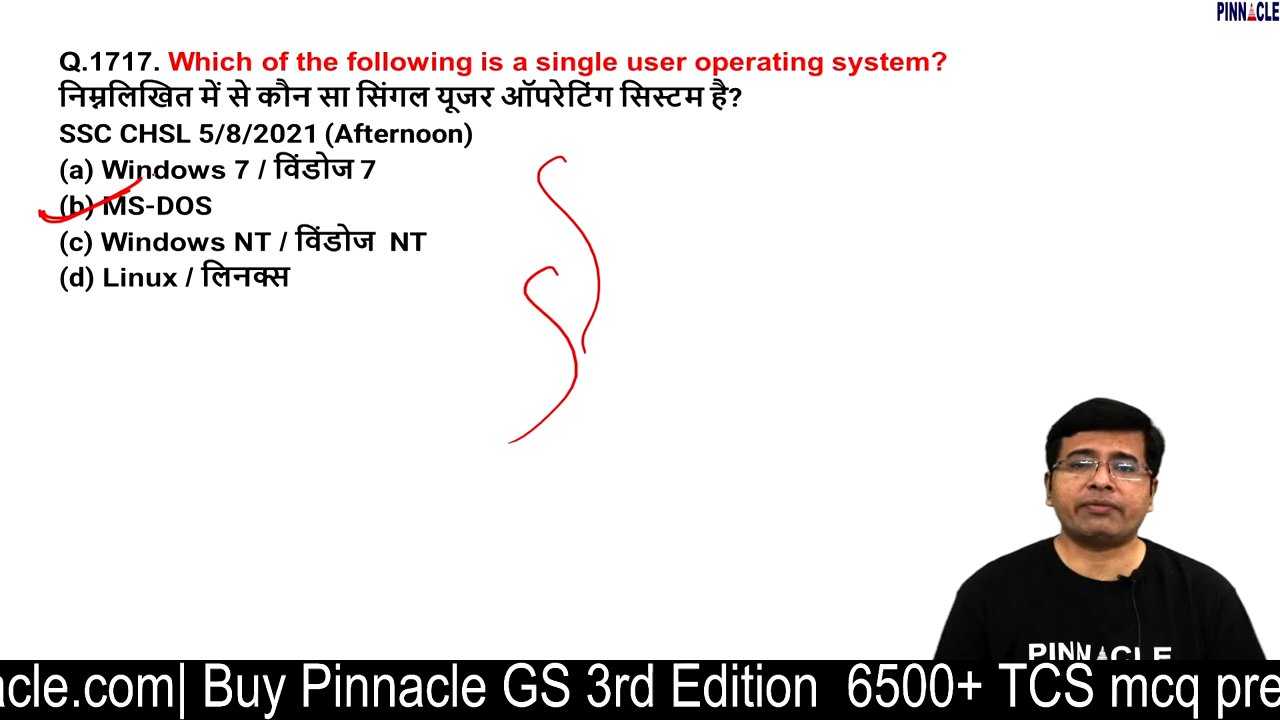 PINNACLE
Q.1717. Which of the following is a single user operating system?
निम्नलिखित में से कौन सा सिंगल यूजर ऑपरेटिंग सिस्टम है?
SSC CHSL 5/8/2021 (Afternoon)
(a) Windows 7 / विंडोज 7
(b) MS-DOS
(c) Windows NT / विंडोज NT
(d) Linux / लिनक्स
PINNACLE
acle.com| Buy Pinnacle GS 3rd Edition 6500+ TCS mcq pre